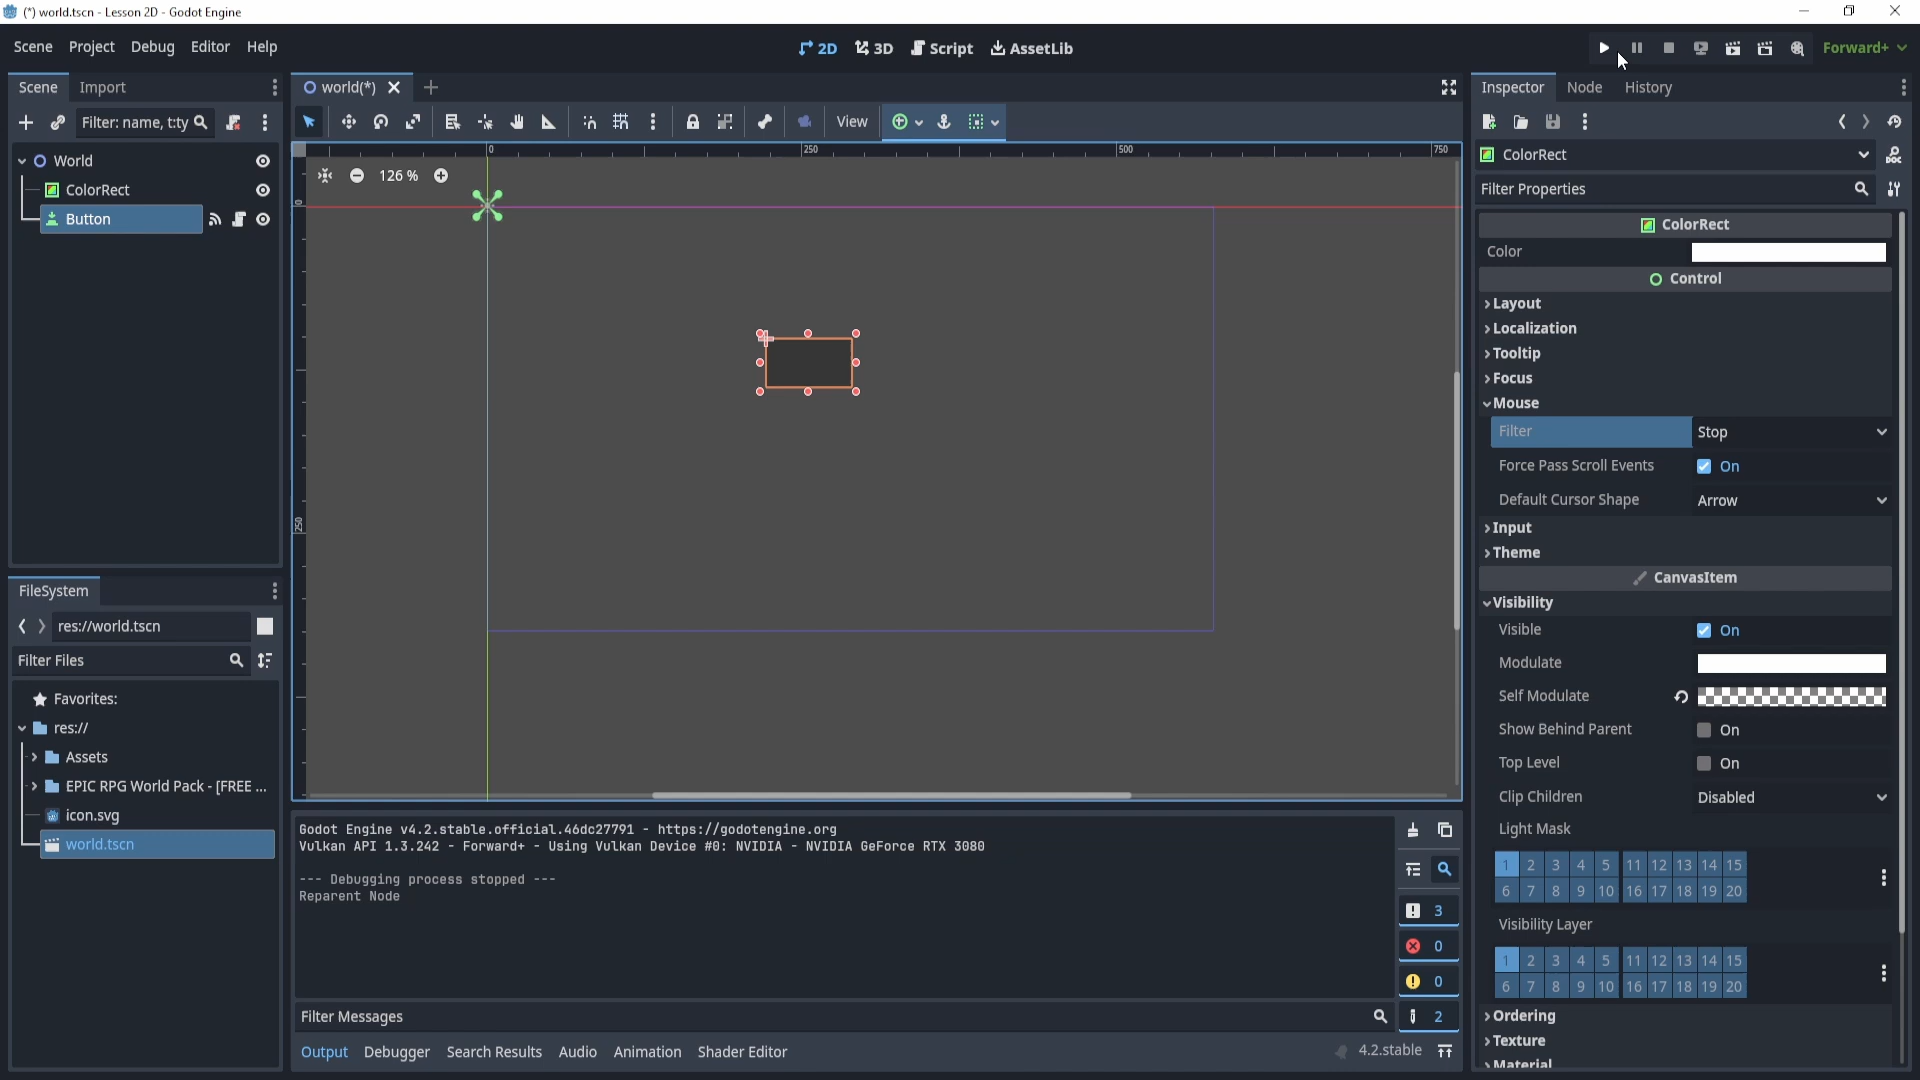 (*) world.tscn - Lesson 2D - Godot Engine
Scene Project Debug Editor Help
2D 3D Script AssetLib
Forward+
Scene Import
Filter: name, t:ty
World
ColorRect
Button
FileSystem
res://world.tscn
Filter Files
Favorites:
res://
Assets
EPIC RPG World Pack - [FREE ...
icon.svg
world.tscn
world(*)
View
0 250 500 750
126 %
0
250
Godot Engine v4.2.stable.official.46dc27791 - https://godotengine.org
Vulkan API 1.3.242 - Forward+ - Using Vulkan Device #0: NVIDIA - NVIDIA GeForce RTX 3080
--- Debugging process stopped ---
Reparent Node
3
0
0
2
Filter Messages
Output Debugger Search Results Audio Animation Shader Editor
4.2.stable
Inspector Node History
ColorRect
Filter Properties
ColorRect
Color
Control
Layout
Localization
Tooltip
Focus
Mouse
Filter Stop
Force Pass Scroll Events On
Default Cursor Shape Arrow
Input
Theme
CanvasItem
Visibility
Visible On
Modulate
Self Modulate
Show Behind Parent On
Top Level On
Clip Children Disabled
Light Mask
1 2 3 4 5 11 12 13 14 15
6 7 8 9 10 16 17 18 19 20
Visibility Layer
1 2 3 4 5 11 12 13 14 15
6 7 8 9 10 16 17 18 19 20
Ordering
Texture
Material